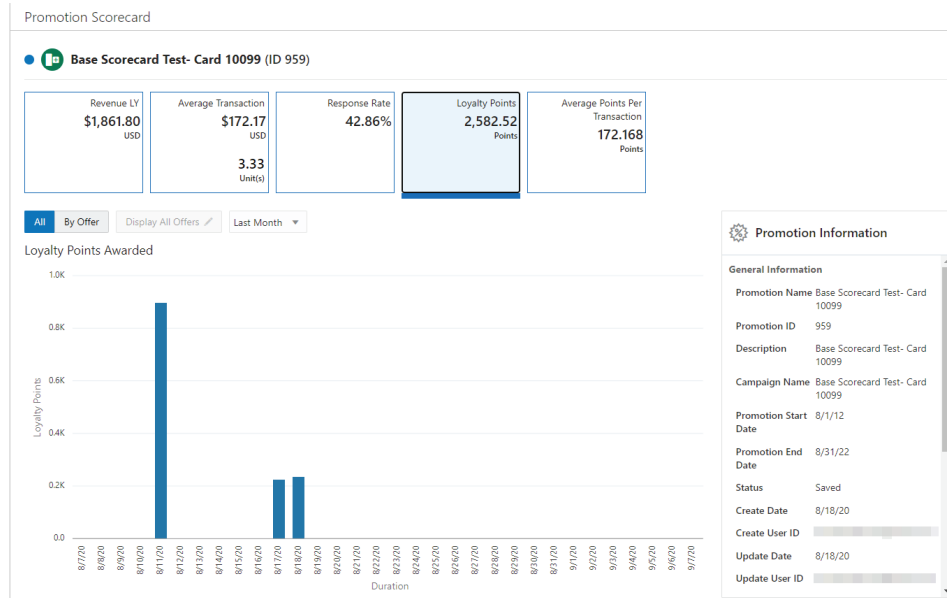 Promotion Scorecard
Base Scorecard Test- Card 10099 (ID 959)
Revenue LY
$1,861.80
USD
Average Transaction
$172.17
USD
3.33
Unit(s)
Response Rate
42.86%
Loyalty Points
2,582.52
Points
Average Points Per
Transaction
172.168
Points
All
By Offer
Display All Offers
Last Month
Loyalty Points Awarded
1.0K
0.8K
0.6K
0.4K
0.2K
0.0
Loyalty Points
8/7/20
8/8/20
8/9/20
8/10/20
8/11/20
8/12/20
8/13/20
8/14/20
8/15/20
8/16/20
8/17/20
8/18/20
8/19/20
8/20/20
8/21/20
8/22/20
8/23/20
8/24/20
8/25/20
8/26/20
8/27/20
8/28/20
8/29/20
8/30/20
8/31/20
9/1/20
9/2/20
9/3/20
9/4/20
9/5/20
9/6/20
9/7/20
Duration
Promotion Information
General Information
Promotion Name Base Scorecard Test- Card
10099
Promotion ID 959
Description Base Scorecard Test- Card
10099
Campaign Name Base Scorecard Test- Card
10099
Promotion Start 8/1/12
Date
Promotion End 8/31/22
Date
Status Saved
Create Date 8/18/20
Create User ID
Update Date 8/18/20
Update User ID